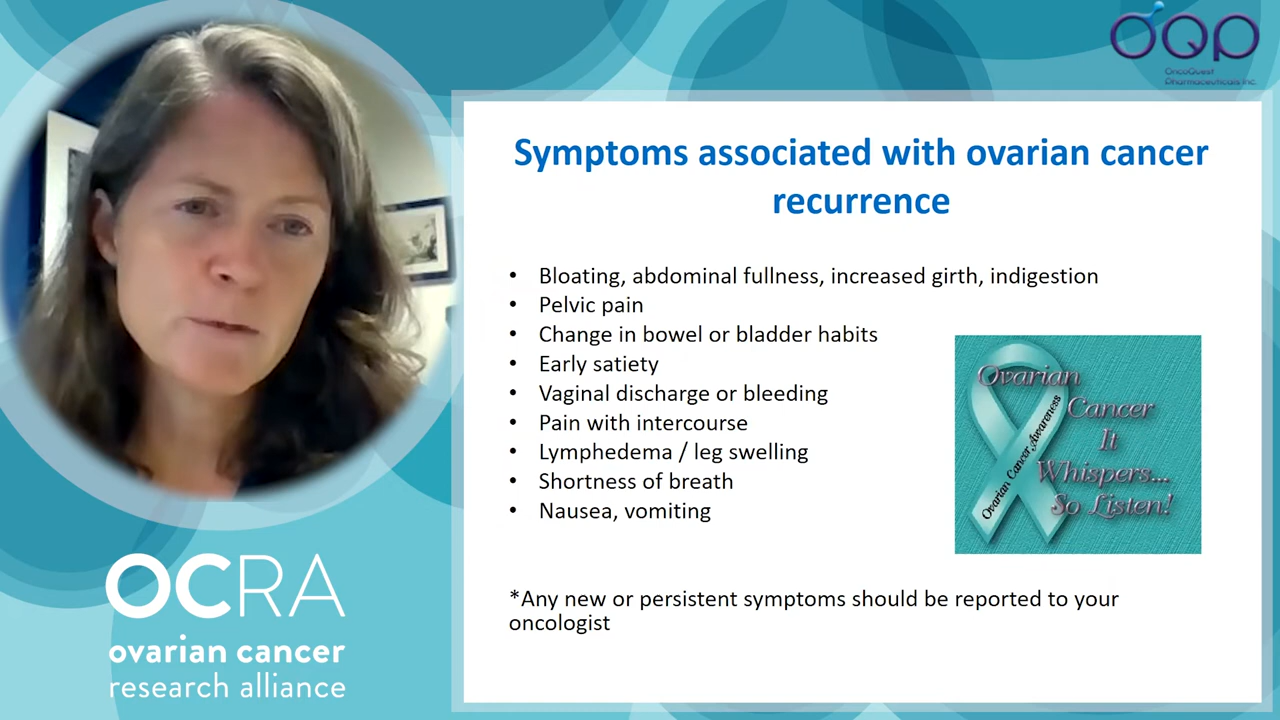 OQP
OncoQuest
Pharmaceuticals Inc.
Symptoms associated with ovarian cancer
recurrence
• Bloating, abdominal fullness, increased girth, indigestion
• Pelvic pain
• Change in bowel or bladder habits
• Early satiety
• Vaginal discharge or bleeding
• Pain with intercourse
• Lymphedema / leg swelling
• Shortness of breath
• Nausea, vomiting
Ovarian
Cancer
It
Whispers...
So Listen!
Ovarian Cancer Awareness
*Any new or persistent symptoms should be reported to your
oncologist
OCRA
ovarian cancer
research alliance